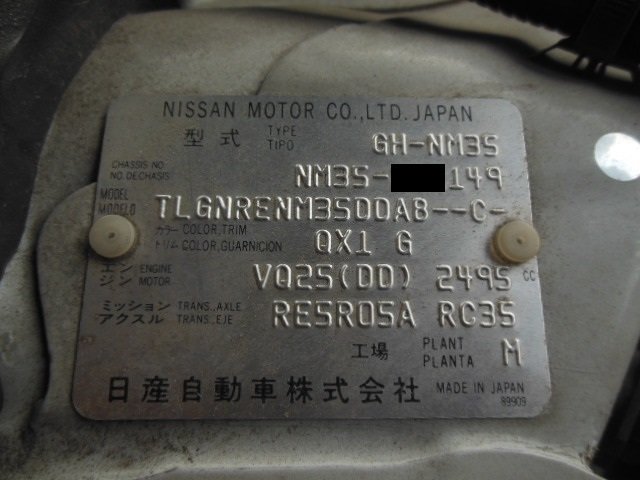 NISSAN MOTOR CO.,LTD. JAPAN
型式 TYPE TIPO GH-NM35
CHASSIS NO. NO. DE CHASIS NM35- 149
MODEL MODELO TLGNRENM35DDA8--C-
カラー トリム COLOR,TRIM COLOR,GUARNICION QX1 G
エンジン ENGINE MOTOR VQ25(DD) 2495 CC
ミッション アクスル TRANS.,AXLE TRANS.,EJE RE5R05A RC35
工場 PLANT PLANTA M
日産自動車株式会社 MADE IN JAPAN
89909